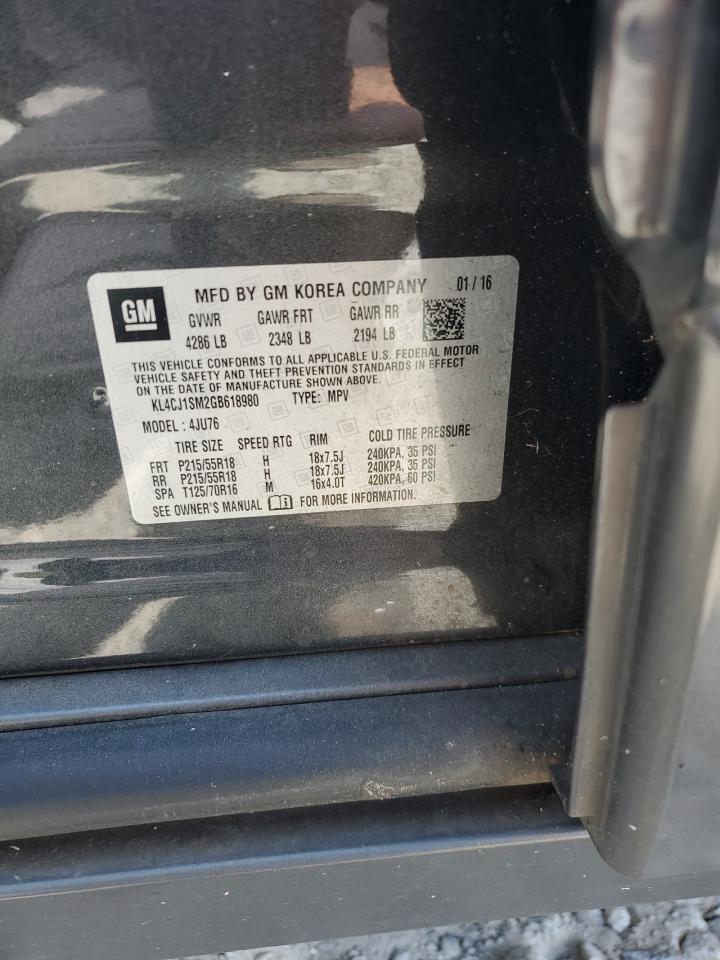 GM MFD BY GM KOREA COMPANY 01 / 16
GVWR GAWR FRT GAWR RR
4286 LB 2348 LB 2194 LB
THIS VEHICLE CONFORMS TO ALL APPLICABLE U.S. FEDERAL MOTOR
VEHICLE SAFETY AND THEFT PREVENTION STANDARDS IN EFFECT
ON THE DATE OF MANUFACTURE SHOWN ABOVE.
KL4CJ1SM2GB618980 TYPE: MPV
MODEL : 4JU76
TIRE SIZE SPEED RTG RIM COLD TIRE PRESSURE
FRT P215/55R18 H 18x7.5J 240KPA, 35 PSI
RR P215/55R18 H 18x7.5J 240KPA, 35 PSI
SPA T125/70R16 M 16x4.0T 420KPA, 60 PSI
SEE OWNER'S MANUAL FOR MORE INFORMATION.